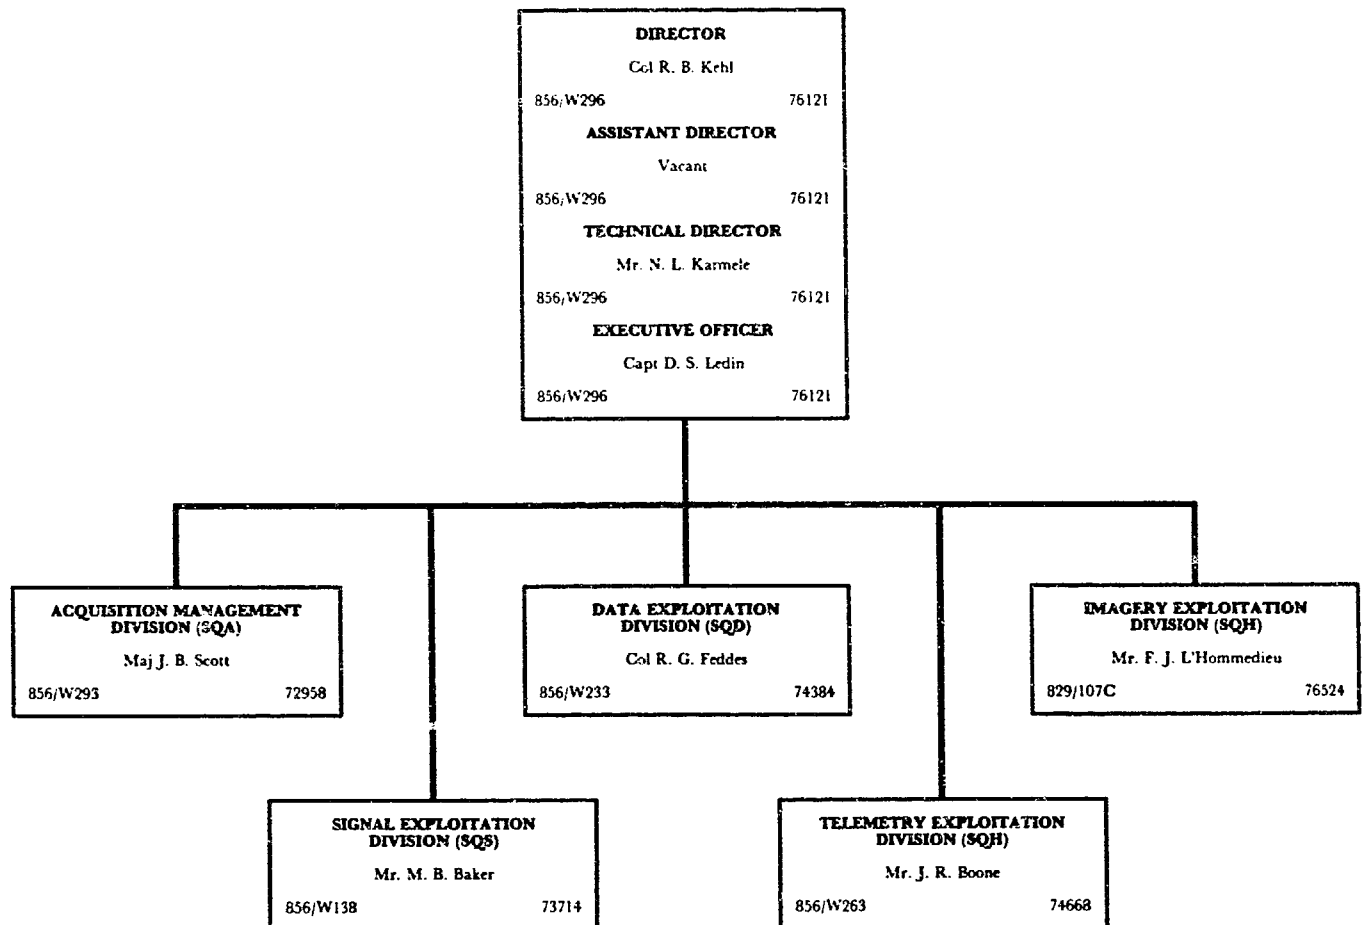 DIRECTOR
Col R. B. Kehl
856/W296 76121
ASSISTANT DIRECTOR
Vacant
856/W296 76121
TECHNICAL DIRECTOR
Mr. N. L. Karmele
856/W296 76121
EXECUTIVE OFFICER
Capt D. S. Ledin
856/W296 76121
ACQUISITION MANAGEMENT
DIVISION (SQA)
Maj J. B. Scott
856/W293 72958
DATA EXPLOITATION
DIVISION (SQD)
Col R. G. Feddes
856/W233 74384
IMAGERY EXPLOITATION
DIVISION (SQH)
Mr. F. J. L'Hommedieu
829/107C 76524
SIGNAL EXPLOITATION
DIVISION (SQS)
Mr. M. B. Baker
856/W138 73714
TELEMETRY EXPLOITATION
DIVISION (SQH)
Mr. J. R. Boone
856/W263 74668